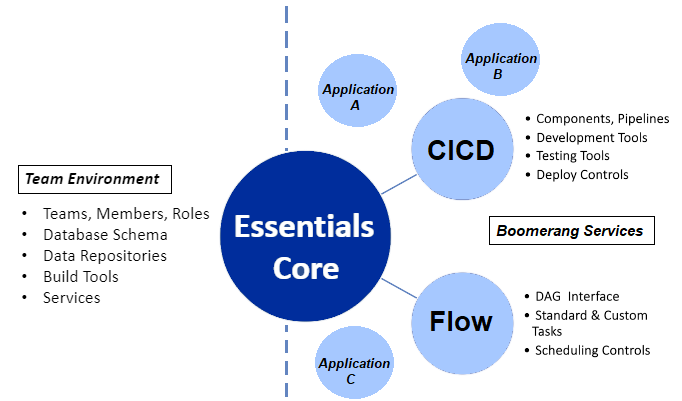 Team Environment
• Teams, Members, Roles
• Database Schema
• Data Repositories
• Build Tools
• Services
Essentials
Core
Application
A
Application
B
CICD
• Components, Pipelines
• Development Tools
• Testing Tools
• Deploy Controls
Boomerang Services
Flow
• DAG Interface
• Standard & Custom
Tasks
• Scheduling Controls
Application
C